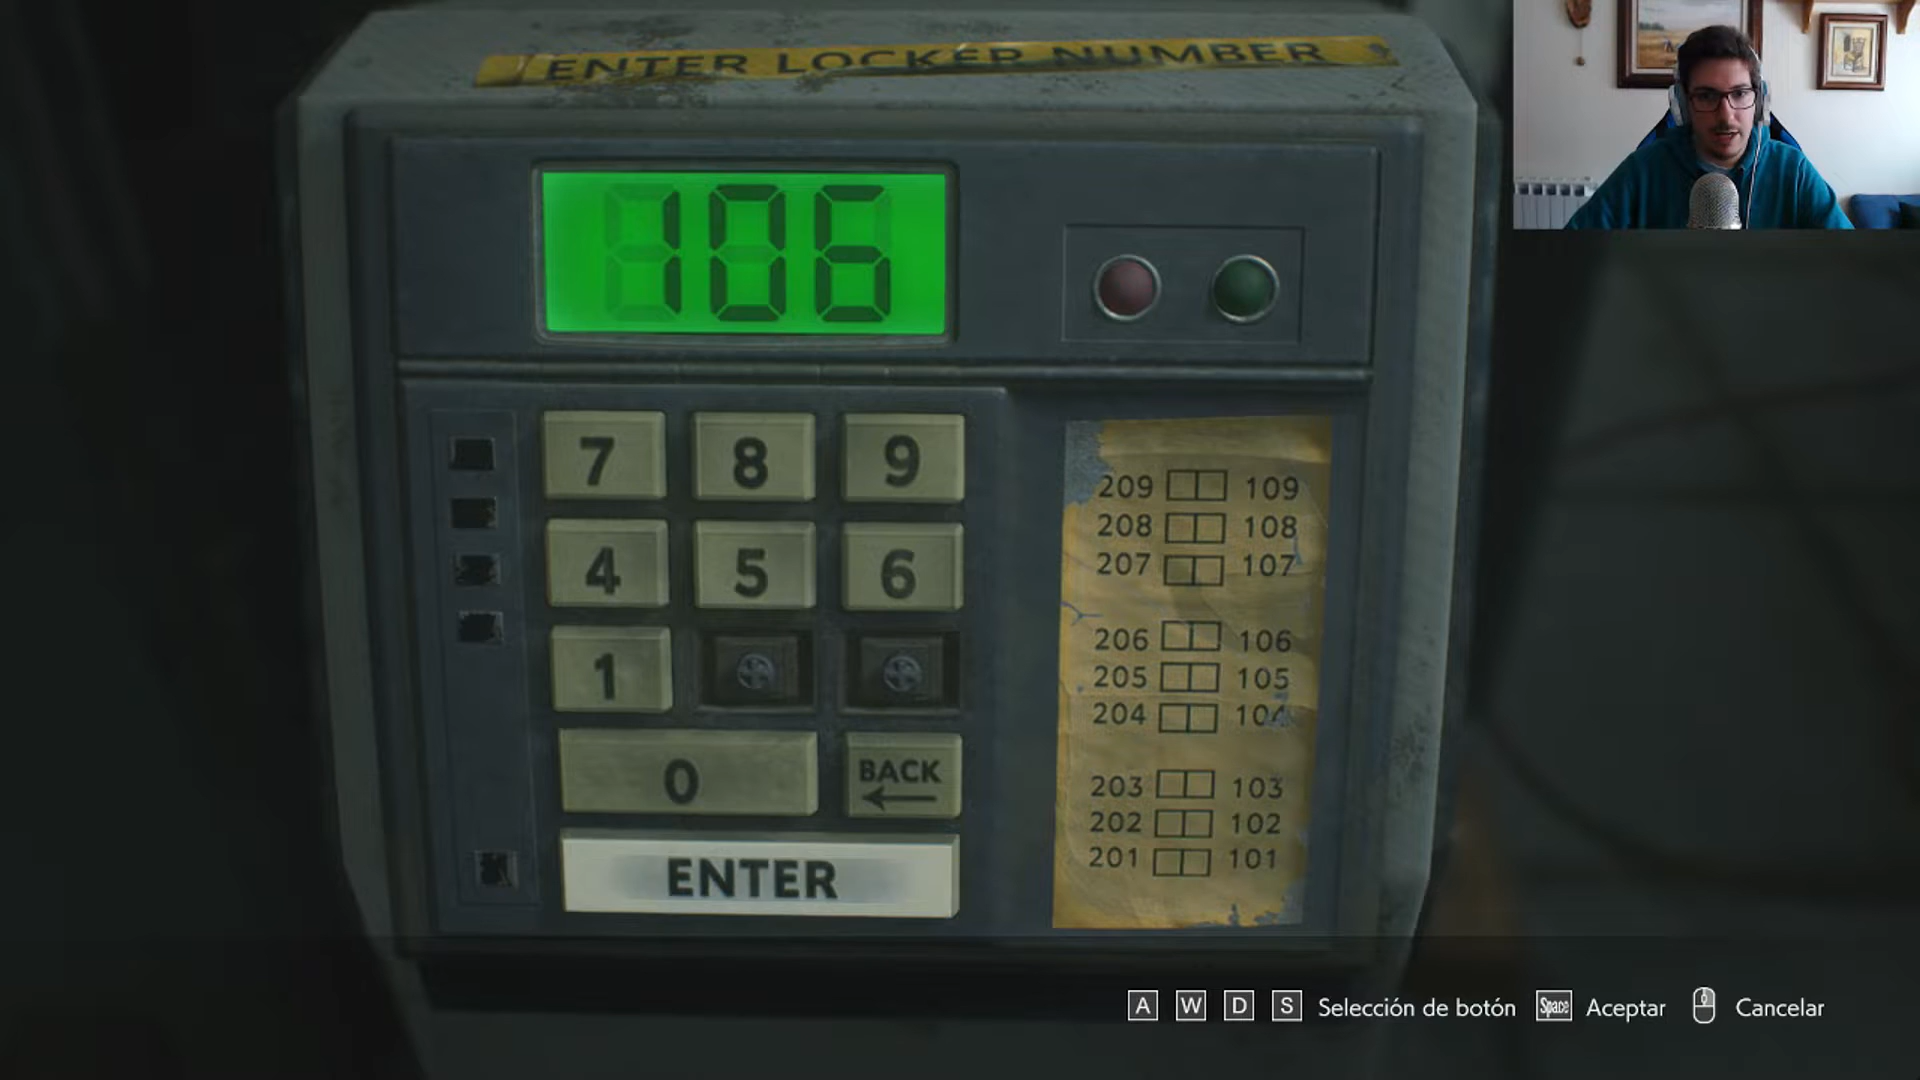 ENTER LOCKER NUMBER
106
7 8 9
4 5 6
1
0 BACK
ENTER
209 109
208 108
207 107
206 106
205 105
204 104
203 103
202 102
201 101
A W D S Selección de botón Space Aceptar Cancelar